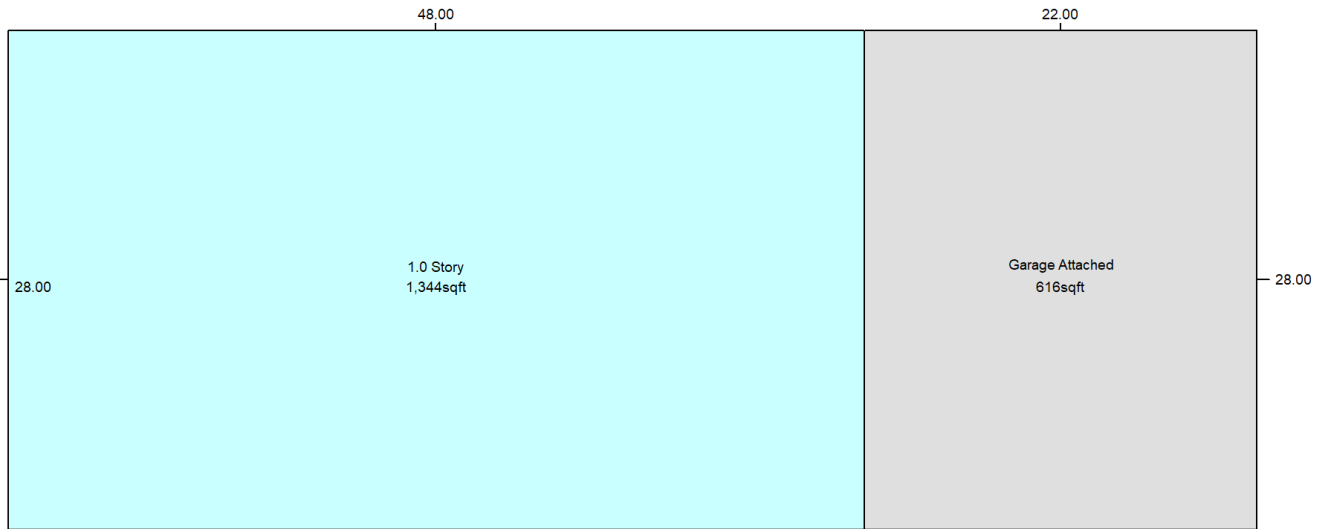 48.00
22.00
1.0 Story
1,344sqft
Garage Attached
616sqft
28.00
28.00